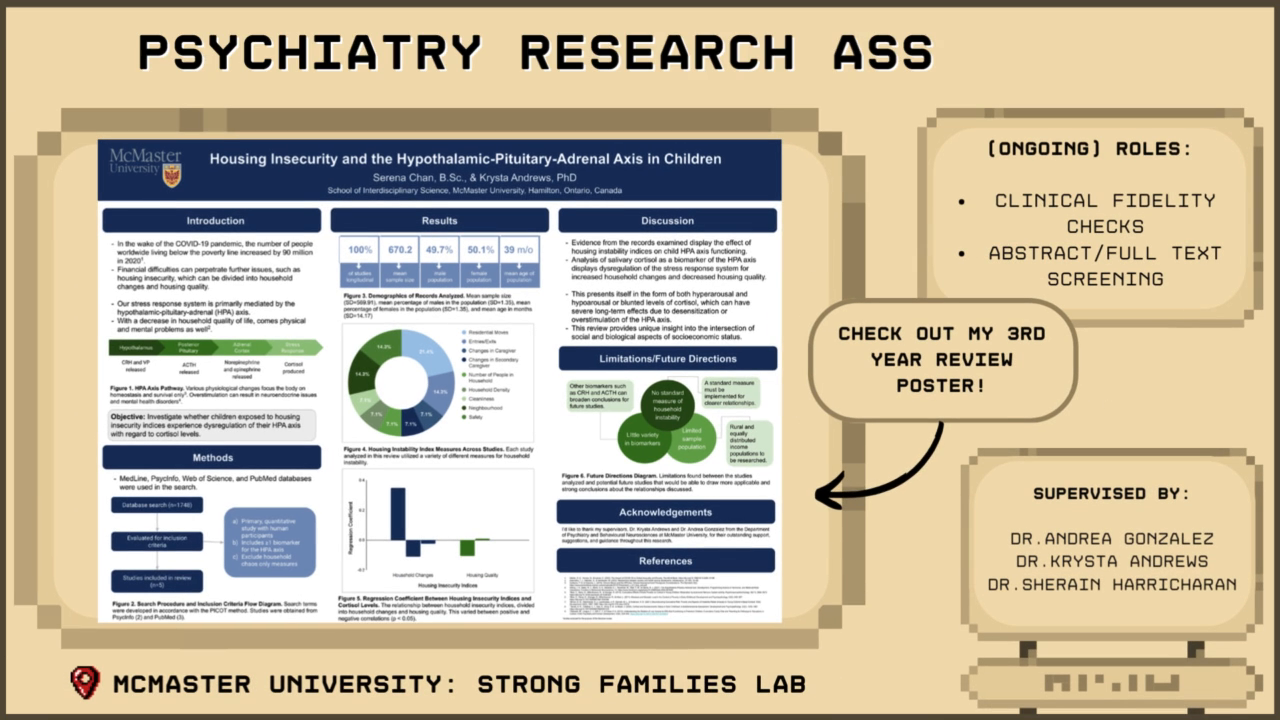 PSYCHIATRY RESEARCH ASS
McMaster
University
Housing Insecurity and the Hypothalamic-Pituitary-Adrenal Axis in Children
Serena Chan, B.Sc., & Krysta Andrews, PhD
School of Interdisciplinary Science, McMaster University, Hamilton, Ontario, Canada
Introduction
- In the wake of the COVID-19 pandemic, the number of people
worldwide living below the poverty line increased by 90 million
in 2020¹.
- Financial difficulties can perpetrate further issues, such as
housing insecurity, which can be divided into household
changes and housing quality.
- Our stress response system is primarily mediated by the
hypothalamic-pituitary-adrenal (HPA) axis.
- With a decrease in household quality of life, comes physical
and mental problems as well².
Hypothalamus
Posterior
Pituitary
Adrenal
Cortex
Stress
Response
CRH and VP
released
ACTH
released
Norepinephrine
and epinephrine
released
Cortisol
produced
Figure 1. HPA Axis Pathway. Various physiological changes focus the body on
homeostasis and survival only³. Overstimulation can result in neuroendocrine issues
and mental health disorders⁴.
Objective: Investigate whether children exposed to housing
insecurity indices experience dysregulation of their HPA axis
with regard to cortisol levels.
Methods
- MedLine, PsycInfo, Web of Science, and PubMed databases
were used in the search.
Database search (n=1748)
Evaluated for inclusion
criteria
Studies included in review
(n=5)
a) Primary quantitative
study with human
participants
b) Includes ≥1 biomarker
for the HPA axis
c) Exclude household
chaos only measures
Figure 2. Search Procedure and Inclusion Criteria Flow Diagram. Search terms
were developed in accordance with the PICOT method. Studies were obtained from
PsycInfo (2) and PubMed (3).
Results
100%
670.2
49.7%
50.1%
39 m/o
of studies
longitudinal
mean
sample size
male
population
female
population
mean age of
population
Figure 3. Demographics of Records Analyzed. Mean sample size
(SD=569.91), mean percentage of males in the population (SD=1.35), mean
percentage of females in the population (SD=1.38), and mean age in months
(SD=14.17)
21.4%
14.3%
7.1%
7.1%
7.1%
7.1%
7.1%
14.3%
14.3%
Residential Moves
Entries/Exits
Changes in Caregiver
Changes in Secondary
Caregiver
Number of People in
Household
Household Density
Cleanliness
Neighbourhood
Safety
Figure 4. Housing Instability Index Measures Across Studies. Each study
analyzed in this review utilized a variety of different measures for household
instability.
Regression Coefficient
0.4
0.2
0.0
-0.2
Household Changes
Housing Quality
Housing Insecurity Indices
Figure 5. Regression Coefficient Between Housing Insecurity Indices and
Cortisol Levels. The relationship between household insecurity indices, divided
into household changes and housing quality. This varied between positive and
negative correlations (p = 0.05).
Discussion
- Evidence from the records examined display the effect of
housing instability indices on child HPA axis functioning.
- Analysis of salivary cortisol as a biomarker of the HPA axis
displays dysregulation of the stress response system for
increased household changes and decreased housing quality.
- This presents itself in the form of both hyperarousal and
hypoarousal or blunted levels of cortisol, which can have
severe long-term effects due to desensitization or
overstimulation of the HPA axis.
- This review provides unique insight into the intersection of
social and biological aspects of socioeconomic status.
Limitations/Future Directions
Other biomarkers such
as CRH and ACTH can
broaden conclusions for
future studies.
No standard
measure of
household
instability
A standard measure
must be
implemented for
clearer relationships.
Little variety
in biomarkers
Limited
sample
population
Rural and
equally
distributed
income
populations to
be researched.
Figure 6. Future Directions Diagram. Limitations found between the studies
analyzed and potential future studies that would be able to draw more applicable and
strong conclusions about the relationships discussed.
Acknowledgements
I'd like to thank my supervisors, Dr. Krysta Andrews and Dr. Andrea Gonzalez from the Department
of Psychiatry and Behavioural Neurosciences at McMaster University, for their outstanding support,
suggestions, and guidance throughout this research.
References
(ONGOING) ROLES:
• CLINICAL FIDELITY
CHECKS
• ABSTRACT/FULL TEXT
SCREENING
CHECK OUT MY 3RD
YEAR REVIEW
POSTER!
SUPERVISED BY:
DR.ANDREA GONZALEZ
DR.KRYSTA ANDREWS
DR.EMERALD HARRICHARAN
MCMASTER UNIVERSITY: STRONG FAMILIES LAB